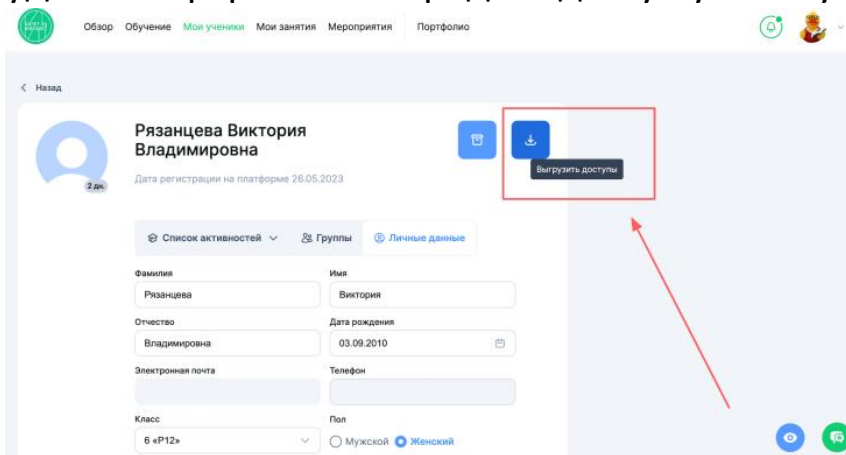 Обзор Обучение Мои ученики Мои занятия Мероприятия Портфолио
Назад
Рязанцева Виктория
Владимировна
2 дн.
Дата регистрации на платформе 26.05.2023
Выгрузить доступы
Список активностей Группы Личные данные
Фамилия Имя
Рязанцева Виктория
Отчество Дата рождения
Владимировна 03.09.2010
Электронная почта Телефон
Класс Пол
6 «Р12» Мужской Женский